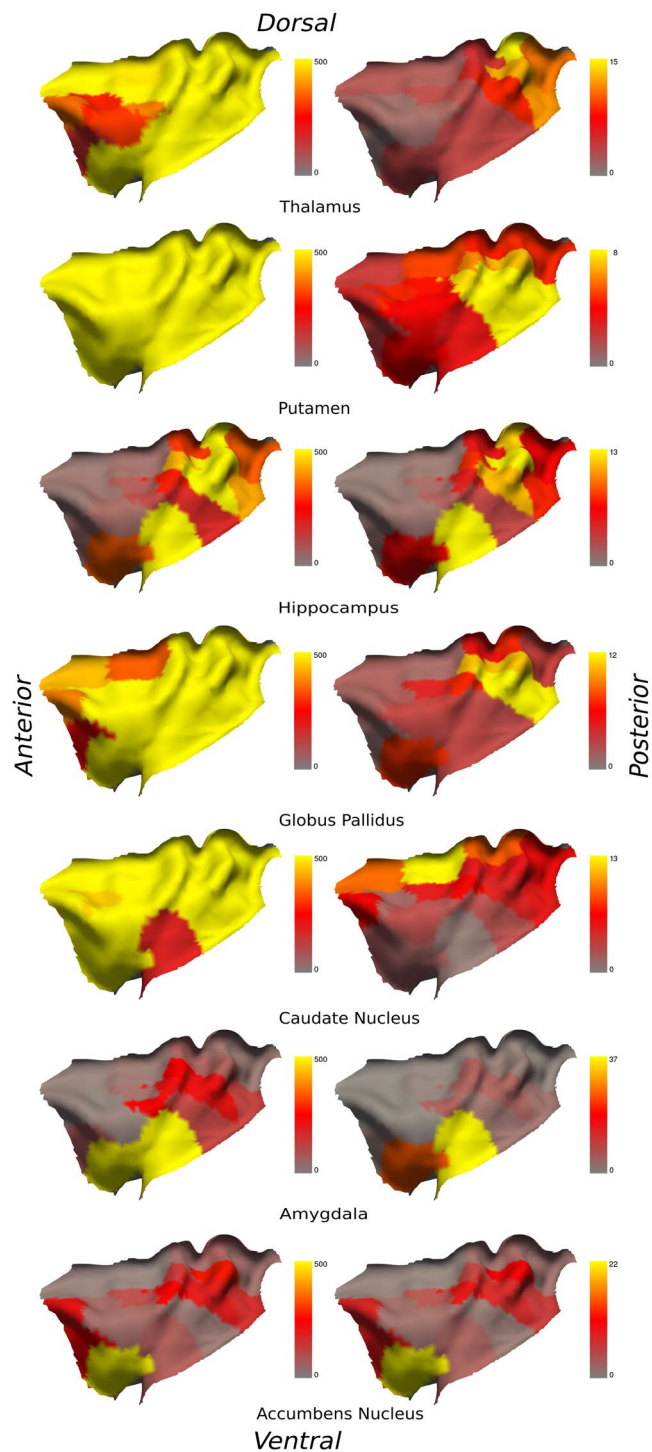 Dorsal
500
0
15
0
Thalamus
500
0
8
0
Putamen
500
0
13
0
Hippocampus
500
0
12
0
Anterior
Posterior
Globus Pallidus
500
0
13
0
Caudate Nucleus
500
0
37
0
Amygdala
500
0
22
0
Accumbens Nucleus
Ventral